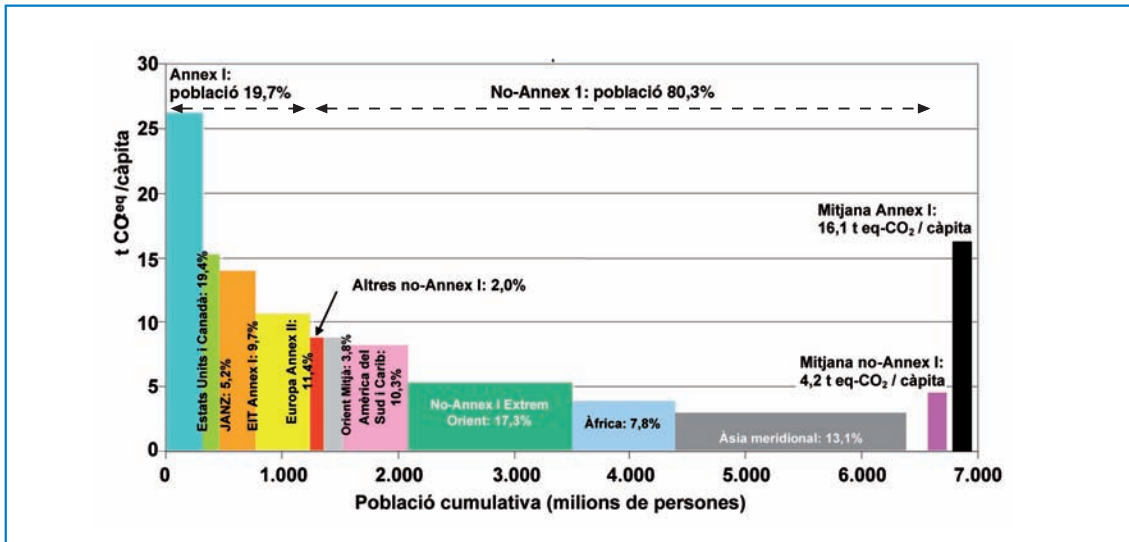 30
25
20
15
10
5
0
t CO2eq /càpita
Annex I:
població 19,7%
No-Annex 1: població 80,3%
Mitjana Annex I:
16,1 t eq-CO₂ / càpita
Altres no-Annex I: 2,0%
Mitjana no-Annex I:
4,2 t eq-CO₂ / càpita
Estats Units i Canadà: 19,4%
JANZ: 5,2%
EIT Annex I: 9,7%
Europa Annex II:
11,4%
Orient Mitjà: 3,8%
Amèrica del
Sud i Carib:
10,3%
No-Annex I Extrem
Orient: 17,3%
Àfrica: 7,8%
Àsia meridional: 13,1%
0
1.000
2.000
3.000
4.000
5.000
6.000
7.000
Població cumulativa (milions de persones)